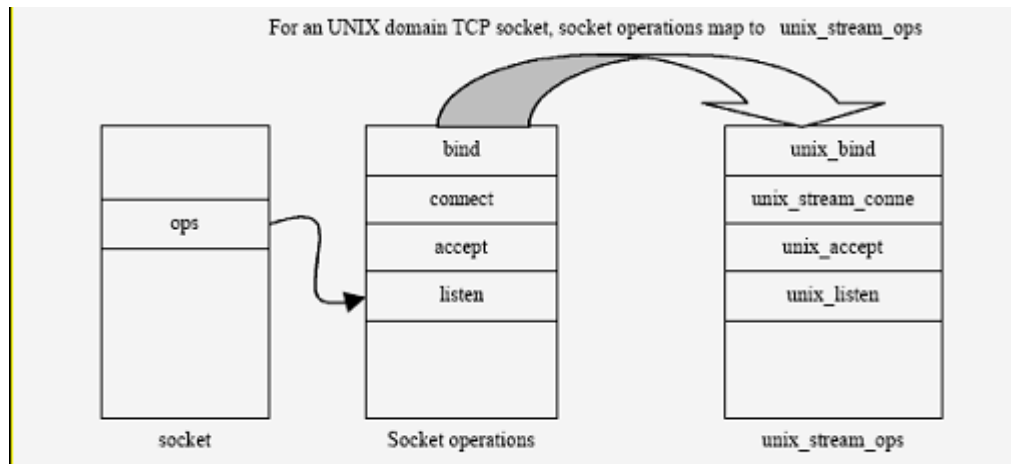 For an UNIX domain TCP socket, socket operations map to unix_stream_ops
bind
unix_bind
connect
unix_stream_conne
ops
accept
unix_accept
listen
unix_listen
socket
Socket operations
unix_stream_ops